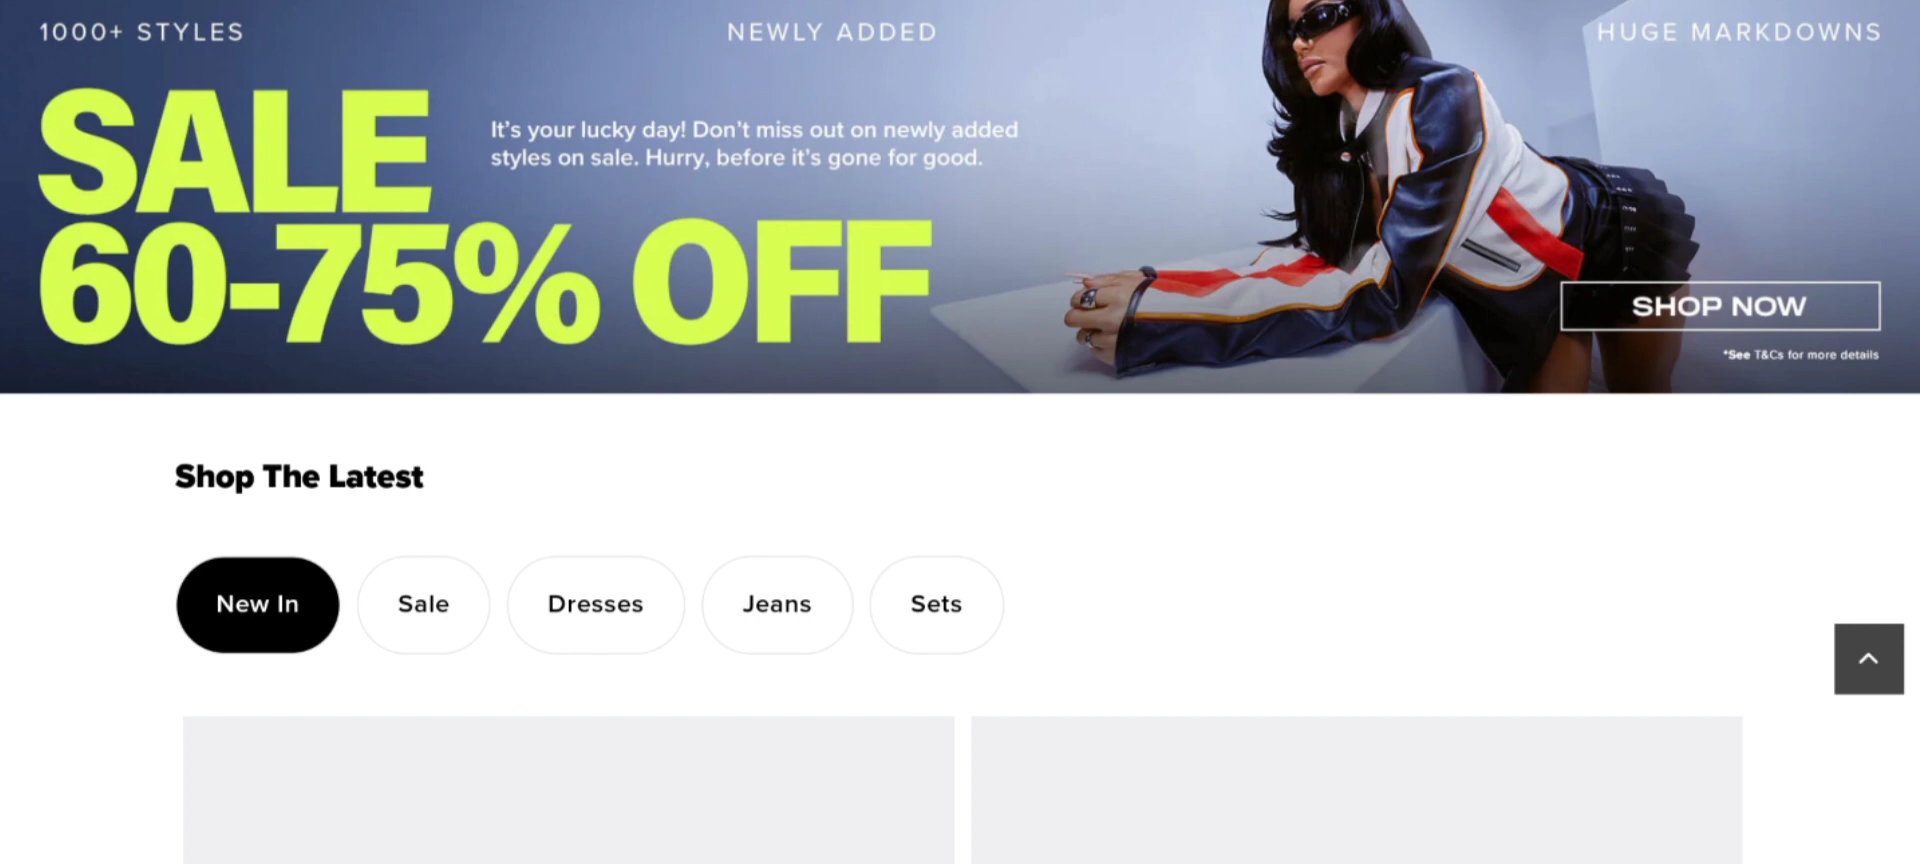 1000+ STYLES
NEWLY ADDED
HUGE MARKDOWNS
SALE
60-75% OFF
It’s your lucky day! Don’t miss out on newly added
styles on sale. Hurry, before it’s gone for good.
SHOP NOW
*See T&Cs for more details
Shop The Latest
New In
Sale
Dresses
Jeans
Sets